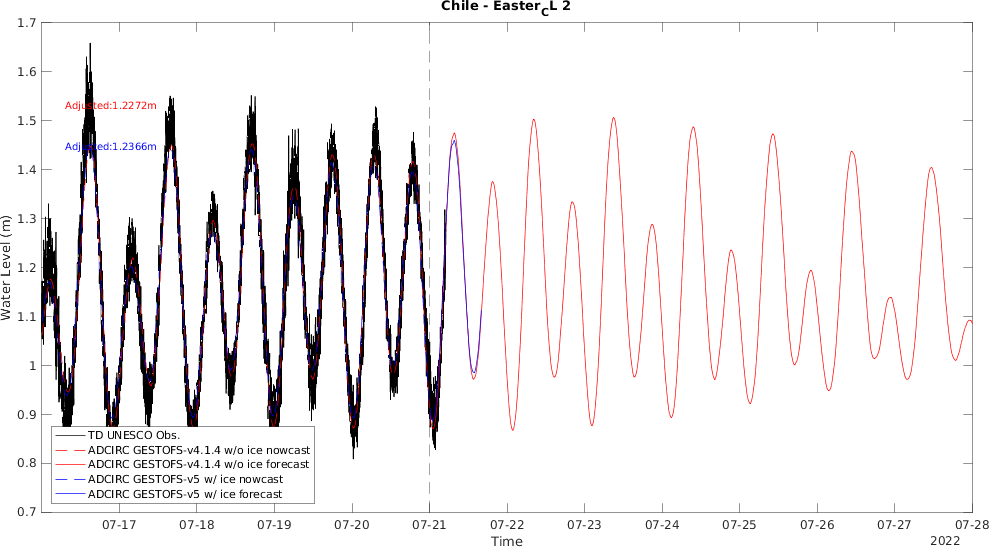 Chile - Easter_CL 2
1.7
1.6
1.5
1.4
1.3
1.2
1.1
1
0.9
0.8
0.7
Water Level (m)
Adjusted:1.2272m
Adjusted:1.2366m
TD UNESCO Obs.
ADCIRC GESTOFS-v4.1.4 w/o ice nowcast
ADCIRC GESTOFS-v4.1.4 w/o ice forecast
ADCIRC GESTOFS-v5 w/ ice nowcast
ADCIRC GESTOFS-v5 w/ ice forecast
07-17 07-18 07-19 07-20 07-21 07-22 07-23 07-24 07-25 07-26 07-27 07-28
Time
2022